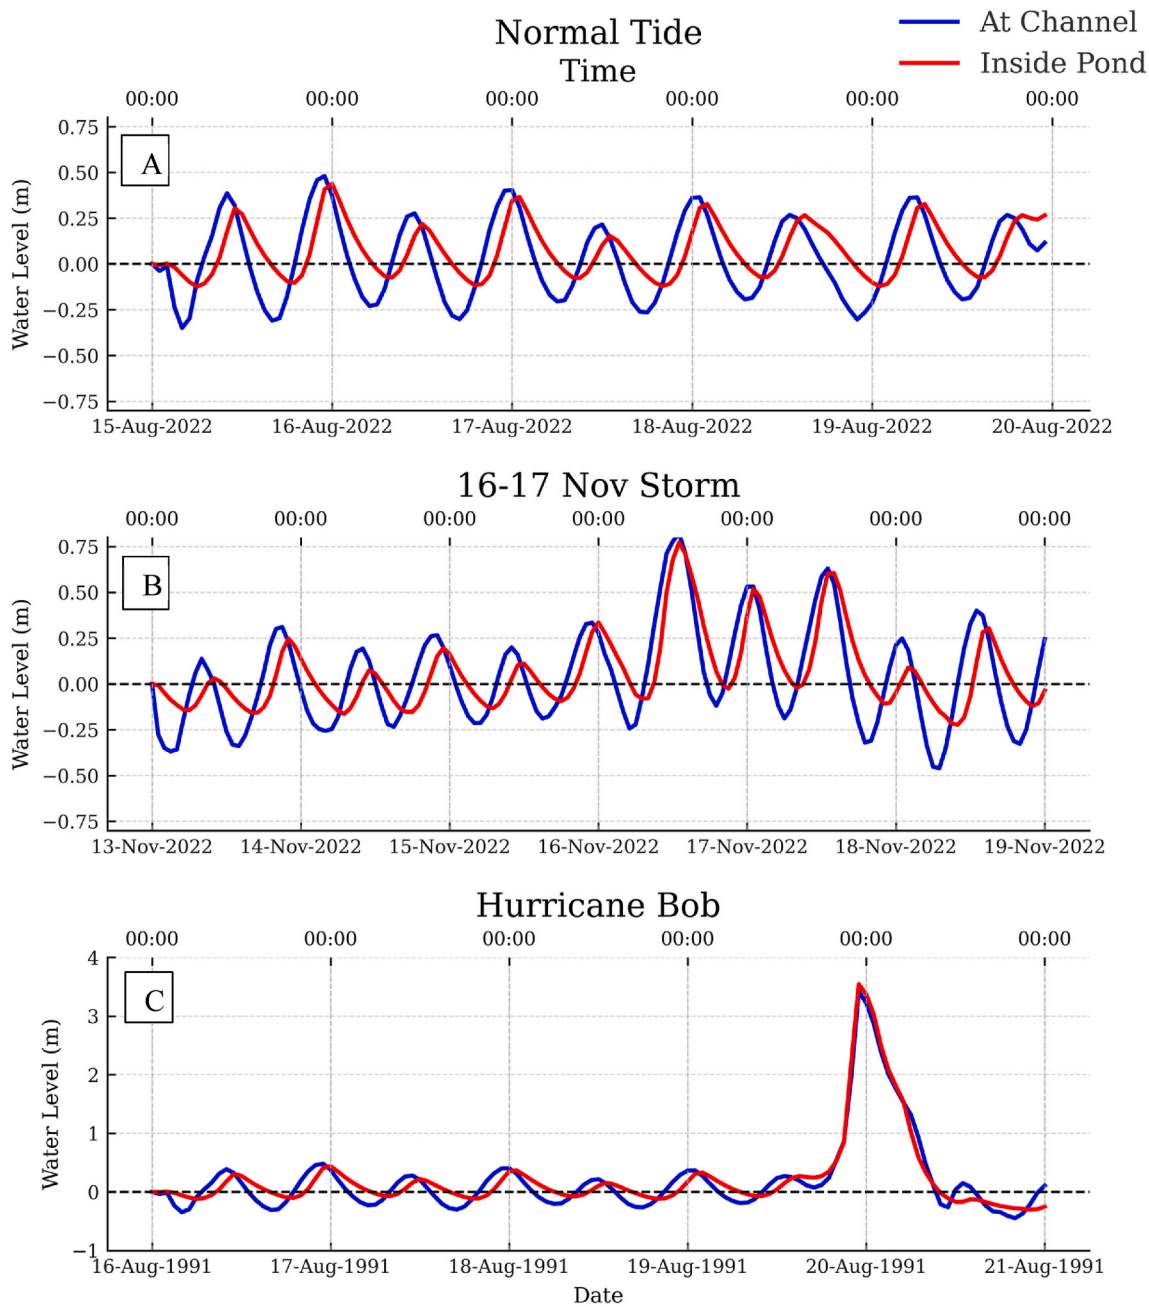 At Channel
Inside Pond
Normal Tide
Time
00:00 00:00 00:00 00:00 00:00 00:00
A
Water Level (m)
0.75
0.50
0.25
0.00
−0.25
−0.50
−0.75
15-Aug-2022 16-Aug-2022 17-Aug-2022 18-Aug-2022 19-Aug-2022 20-Aug-2022
16-17 Nov Storm
00:00 00:00 00:00 00:00 00:00 00:00 00:00
B
Water Level (m)
0.75
0.50
0.25
0.00
−0.25
−0.50
−0.75
13-Nov-2022 14-Nov-2022 15-Nov-2022 16-Nov-2022 17-Nov-2022 18-Nov-2022 19-Nov-2022
Hurricane Bob
00:00 00:00 00:00 00:00 00:00 00:00
C
Water Level (m)
4
3
2
1
0
−1
16-Aug-1991 17-Aug-1991 18-Aug-1991 19-Aug-1991 20-Aug-1991 21-Aug-1991
Date